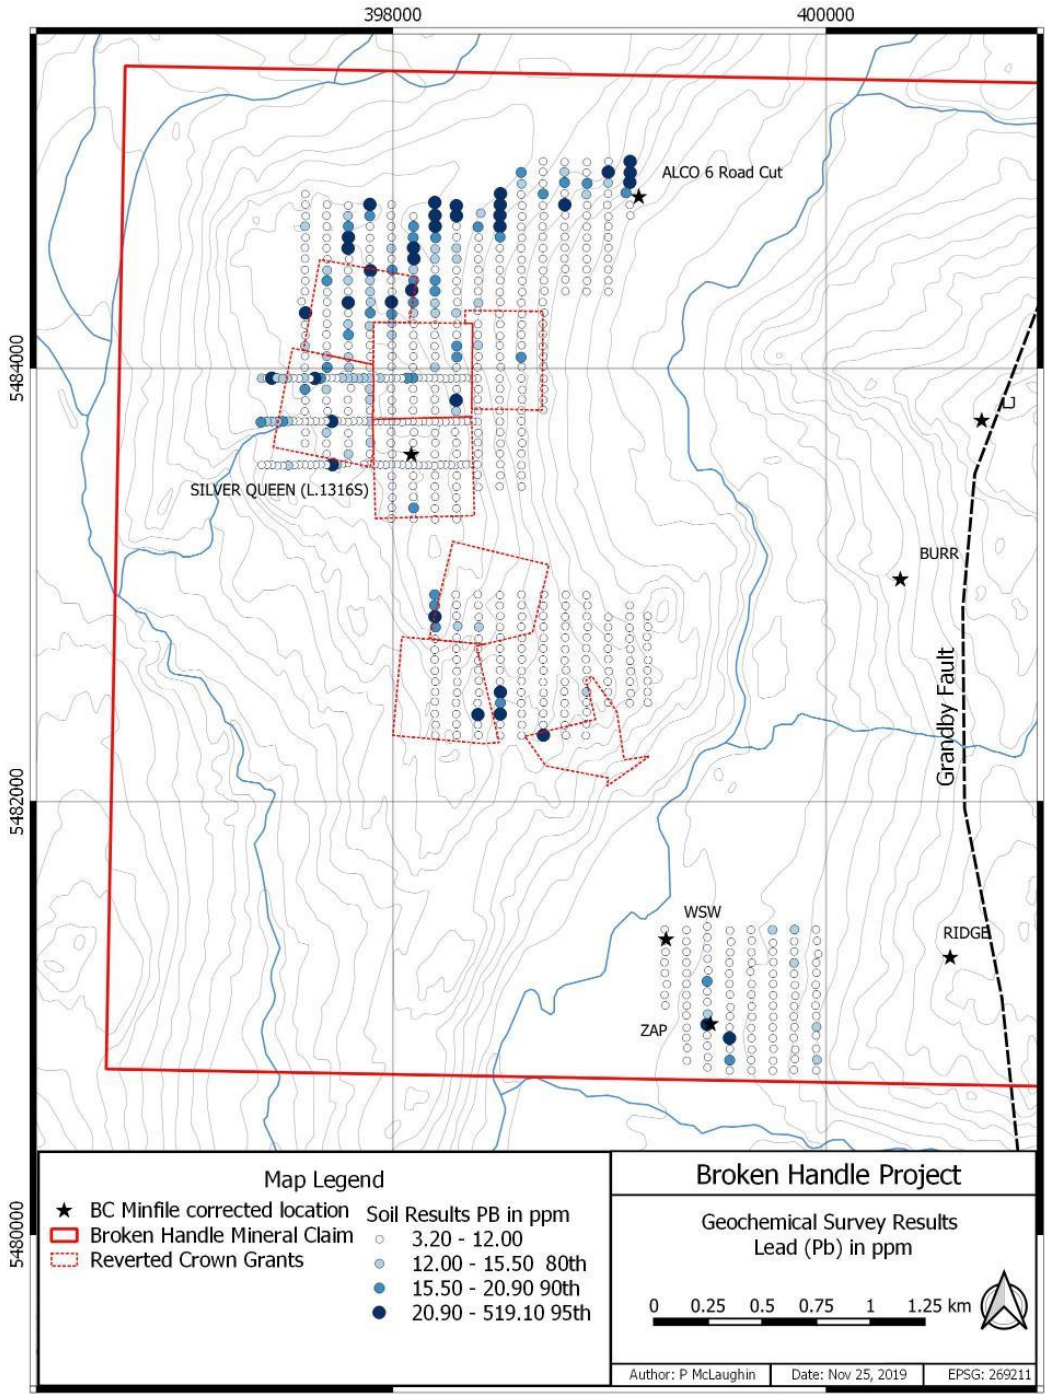 398000
400000
ALCO 6 Road Cut
5484000
LJ
SILVER QUEEN (L.1316S)
BURR
Grandby Fault
5482000
WSW
RIDGE
ZAP
5480000
Map Legend
BC Minfile corrected location
Broken Handle Mineral Claim
Reverted Crown Grants
Soil Results PB in ppm
3.20 - 12.00
12.00 - 15.50 80th
15.50 - 20.90 90th
20.90 - 519.10 95th
Broken Handle Project
Geochemical Survey Results
Lead (Pb) in ppm
0 0.25 0.5 0.75 1 1.25 km
Author: P McLaughin
Date: Nov 25, 2019
EPSG: 269211